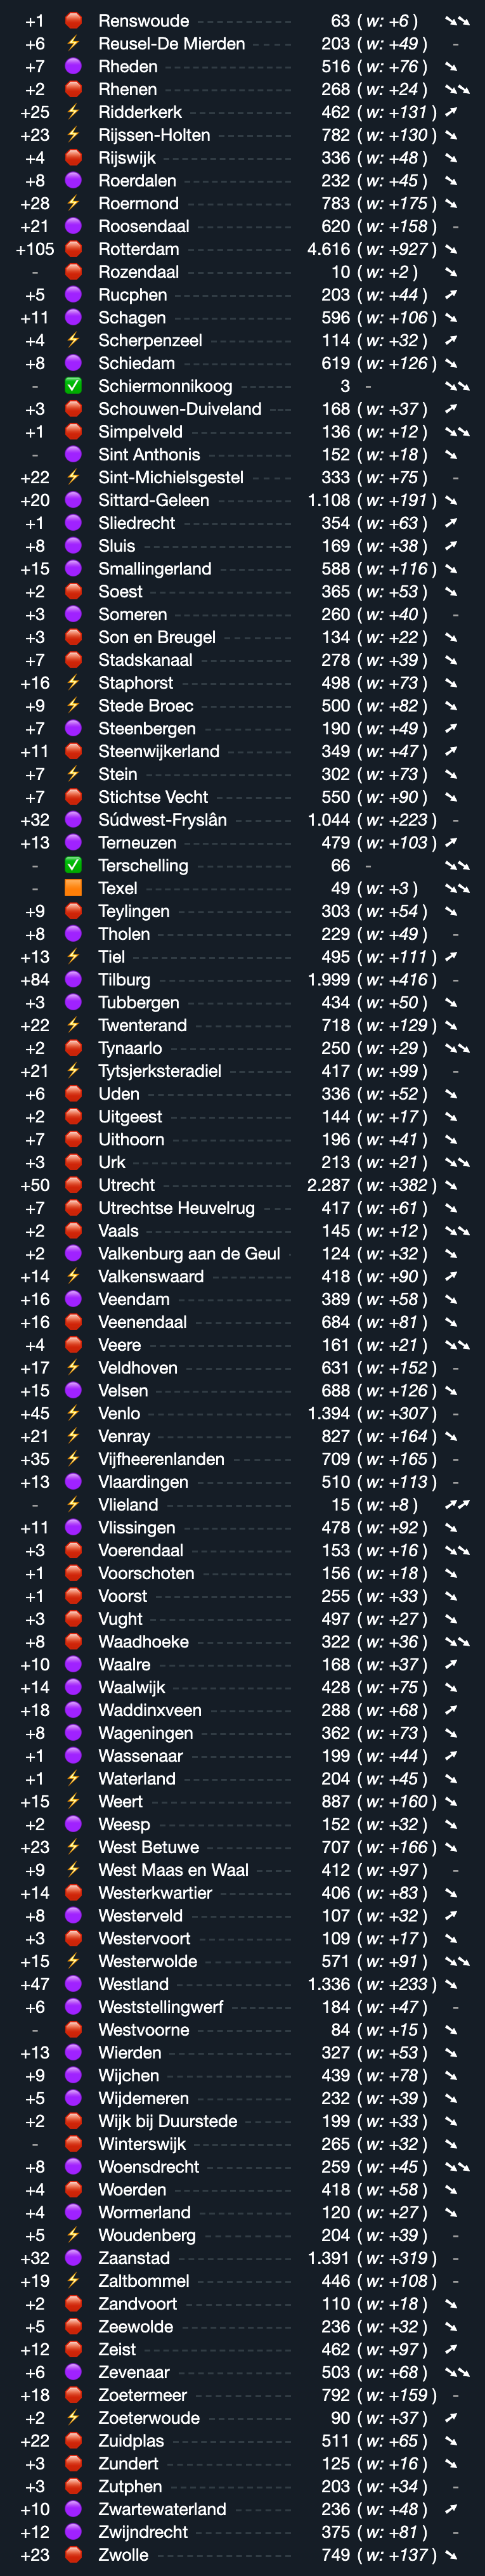 +1 Renswoude 63 ( w: +6 )
+6 Reusel-De Mierden 203 ( w: +49 ) -
+7 Rheden 516 ( w: +76 )
+2 Rhenen 268 ( w: +24 )
+25 Ridderkerk 462 ( w: +131 )
+23 Rijssen-Holten 782 ( w: +130 )
+4 Rijswijk 336 ( w: +48 )
+8 Roerdalen 232 ( w: +45 )
+28 Roermond 783 ( w: +175 )
+21 Roosendaal 620 ( w: +158 ) -
+105 Rotterdam 4.616 ( w: +927 )
- Rozendaal 10 ( w: +2 )
+5 Rucphen 203 ( w: +44 )
+11 Schagen 596 ( w: +106 )
+4 Scherpenzeel 114 ( w: +32 )
+8 Schiedam 619 ( w: +126 )
- Schiermonnikoog 3 -
+3 Schouwen-Duiveland 168 ( w: +37 )
+1 Simpelveld 136 ( w: +12 )
- Sint Anthonis 152 ( w: +18 )
+22 Sint-Michielsgestel 333 ( w: +75 ) -
+20 Sittard-Geleen 1.108 ( w: +191 )
+1 Sliedrecht 354 ( w: +63 )
+8 Sluis 169 ( w: +38 )
+15 Smallingerland 588 ( w: +116 )
+2 Soest 365 ( w: +53 )
+3 Someren 260 ( w: +40 ) -
+3 Son en Breugel 134 ( w: +22 )
+7 Stadskanaal 278 ( w: +39 )
+16 Staphorst 498 ( w: +73 )
+9 Stede Broec 500 ( w: +82 )
+7 Steenbergen 190 ( w: +49 )
+11 Steenwijkerland 349 ( w: +47 )
+7 Stein 302 ( w: +73 )
+7 Stichtse Vecht 550 ( w: +90 )
+32 Súdwest-Fryslân 1.044 ( w: +223 ) -
+13 Terneuzen 479 ( w: +103 )
- Terschelling 66 -
- Texel 49 ( w: +3 )
+9 Teylingen 303 ( w: +54 )
+8 Tholen 229 ( w: +49 ) -
+13 Tiel 495 ( w: +111 )
+84 Tilburg 1.999 ( w: +416 ) -
+3 Tubbergen 434 ( w: +50 )
+22 Twenterand 718 ( w: +129 )
+2 Tynaarlo 250 ( w: +29 )
+21 Tytsjerksteradiel 417 ( w: +99 ) -
+6 Uden 336 ( w: +52 )
+2 Uitgeest 144 ( w: +17 )
+7 Uithoorn 196 ( w: +41 )
+3 Urk 213 ( w: +21 )
+50 Utrecht 2.287 ( w: +382 )
+7 Utrechtse Heuvelrug 417 ( w: +61 )
+2 Vaals 145 ( w: +12 )
+2 Valkenburg aan de Geul 124 ( w: +32 )
+14 Valkenswaard 418 ( w: +90 )
+16 Veendam 389 ( w: +58 )
+16 Veenendaal 684 ( w: +81 )
+4 Veere 161 ( w: +21 )
+17 Veldhoven 631 ( w: +152 ) -
+15 Velsen 688 ( w: +126 )
+45 Venlo 1.394 ( w: +307 ) -
+21 Venray 827 ( w: +164 )
+35 Vijfheerenlanden 709 ( w: +165 ) -
+13 Vlaardingen 510 ( w: +113 ) -
- Vlieland 15 ( w: +8 )
+11 Vlissingen 478 ( w: +92 )
+3 Voerendaal 153 ( w: +16 )
+1 Voorschoten 156 ( w: +18 )
+1 Voorst 255 ( w: +33 )
+3 Vught 497 ( w: +27 )
+8 Waadhoeke 322 ( w: +36 )
+10 Waalre 168 ( w: +37 )
+14 Waalwijk 428 ( w: +75 )
+18 Waddinxveen 288 ( w: +68 )
+8 Wageningen 362 ( w: +73 )
+1 Wassenaar 199 ( w: +44 )
+1 Waterland 204 ( w: +45 )
+15 Weert 887 ( w: +160 )
+2 Weesp 152 ( w: +32 )
+23 West Betuwe 707 ( w: +166 )
+9 West Maas en Waal 412 ( w: +97 ) -
+14 Westerkwartier 406 ( w: +83 )
+8 Westerveld 107 ( w: +32 )
+3 Westervoort 109 ( w: +17 )
+15 Westerwolde 571 ( w: +91 )
+47 Westland 1.336 ( w: +233 )
+6 Weststellingwerf 184 ( w: +47 ) -
- Westvoorne 84 ( w: +15 )
+13 Wierden 327 ( w: +53 )
+9 Wijchen 439 ( w: +78 )
+5 Wijdemeren 232 ( w: +39 )
+2 Wijk bij Duurstede 199 ( w: +33 )
- Winterswijk 265 ( w: +32 )
+8 Woensdrecht 259 ( w: +45 )
+4 Woerden 418 ( w: +58 )
+4 Wormerland 120 ( w: +27 )
+5 Woudenberg 204 ( w: +39 ) -
+32 Zaanstad 1.391 ( w: +319 ) -
+19 Zaltbommel 446 ( w: +108 ) -
+2 Zandvoort 110 ( w: +18 )
+5 Zeewolde 236 ( w: +32 )
+12 Zeist 462 ( w: +97 )
+6 Zevenaar 503 ( w: +68 )
+18 Zoetermeer 792 ( w: +159 ) -
+2 Zoeterwoude 90 ( w: +37 )
+22 Zuidplas 511 ( w: +65 )
+3 Zundert 125 ( w: +16 )
+3 Zutphen 203 ( w: +34 ) -
+10 Zwartewaterland 236 ( w: +48 )
+12 Zwijndrecht 375 ( w: +81 ) -
+23 Zwolle 749 ( w: +137 )